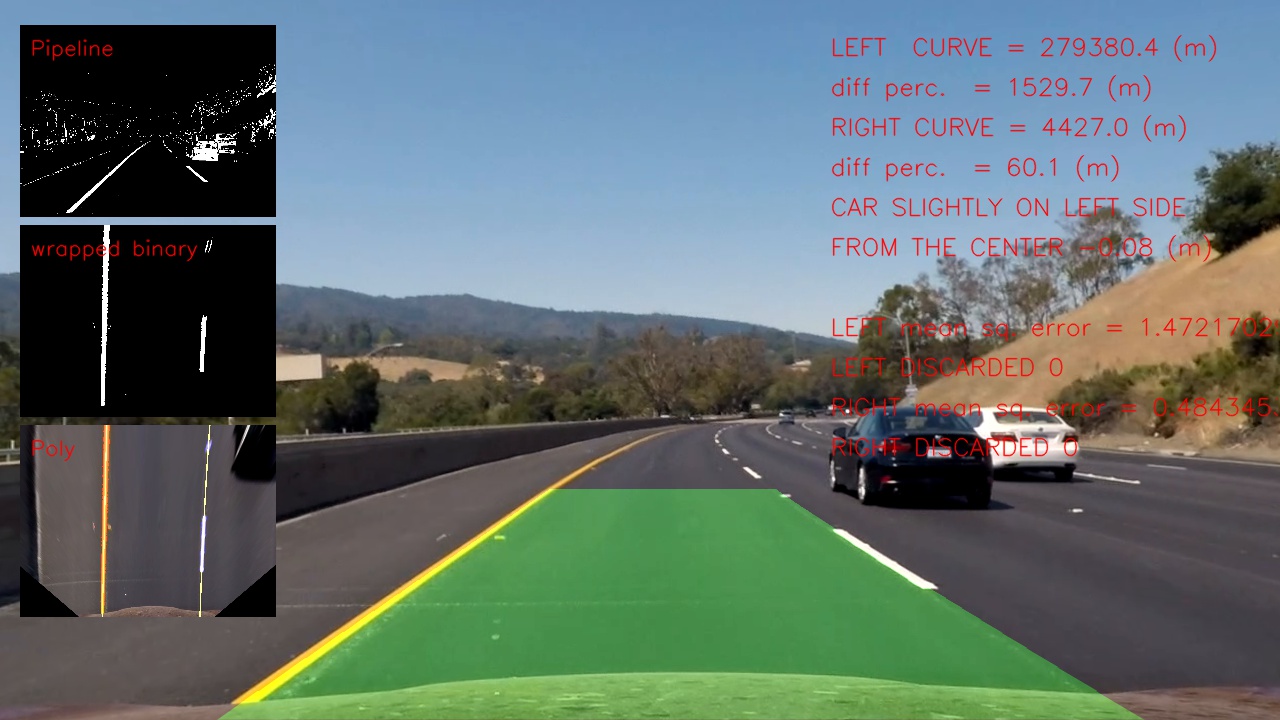 Pipeline
wrapped binary
Poly
LEFT CURVE = 279380.4 (m)
diff perc. = 1529.7 (m)
RIGHT CURVE = 4427.0 (m)
diff perc. = 60.1 (m)
CAR SLIGHTLY ON LEFT SIDE
FROM THE CENTER -0.08 (m)
LEFT mean sq. error = 1.4721702
LEFT DISCARDED 0
RIGHT mean sq. error = 0.484345.
RIGHT DISCARDED 0